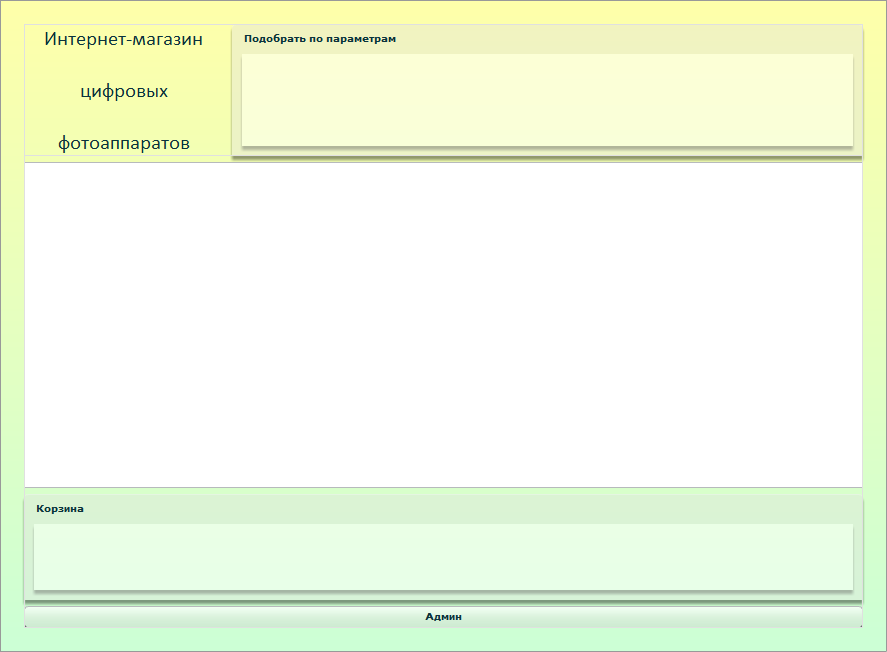 Интернет-магазин
цифровых
фотоаппаратов
Подобрать по параметрам
Корзина
Админ